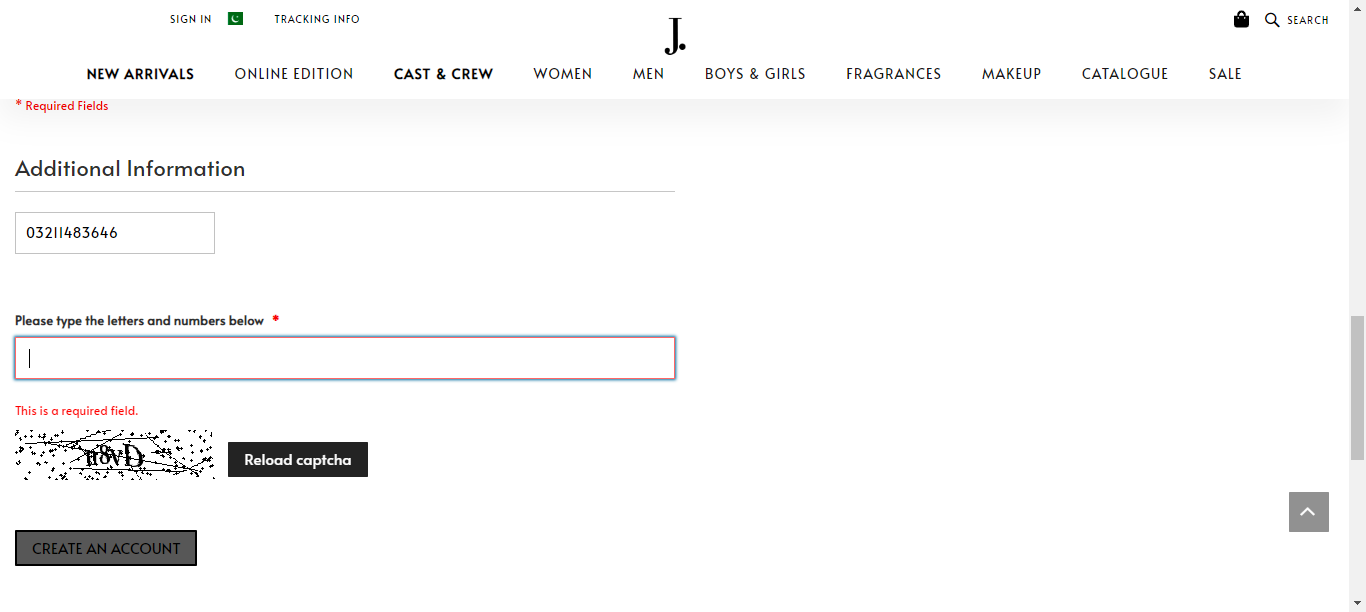 SIGN IN TRACKING INFO
J.
SEARCH
NEW ARRIVALS ONLINE EDITION CAST & CREW WOMEN MEN BOYS & GIRLS FRAGRANCES MAKEUP CATALOGUE SALE
* Required Fields
Additional Information
03211483646
Please type the letters and numbers below *
This is a required field.
Reload captcha
CREATE AN ACCOUNT